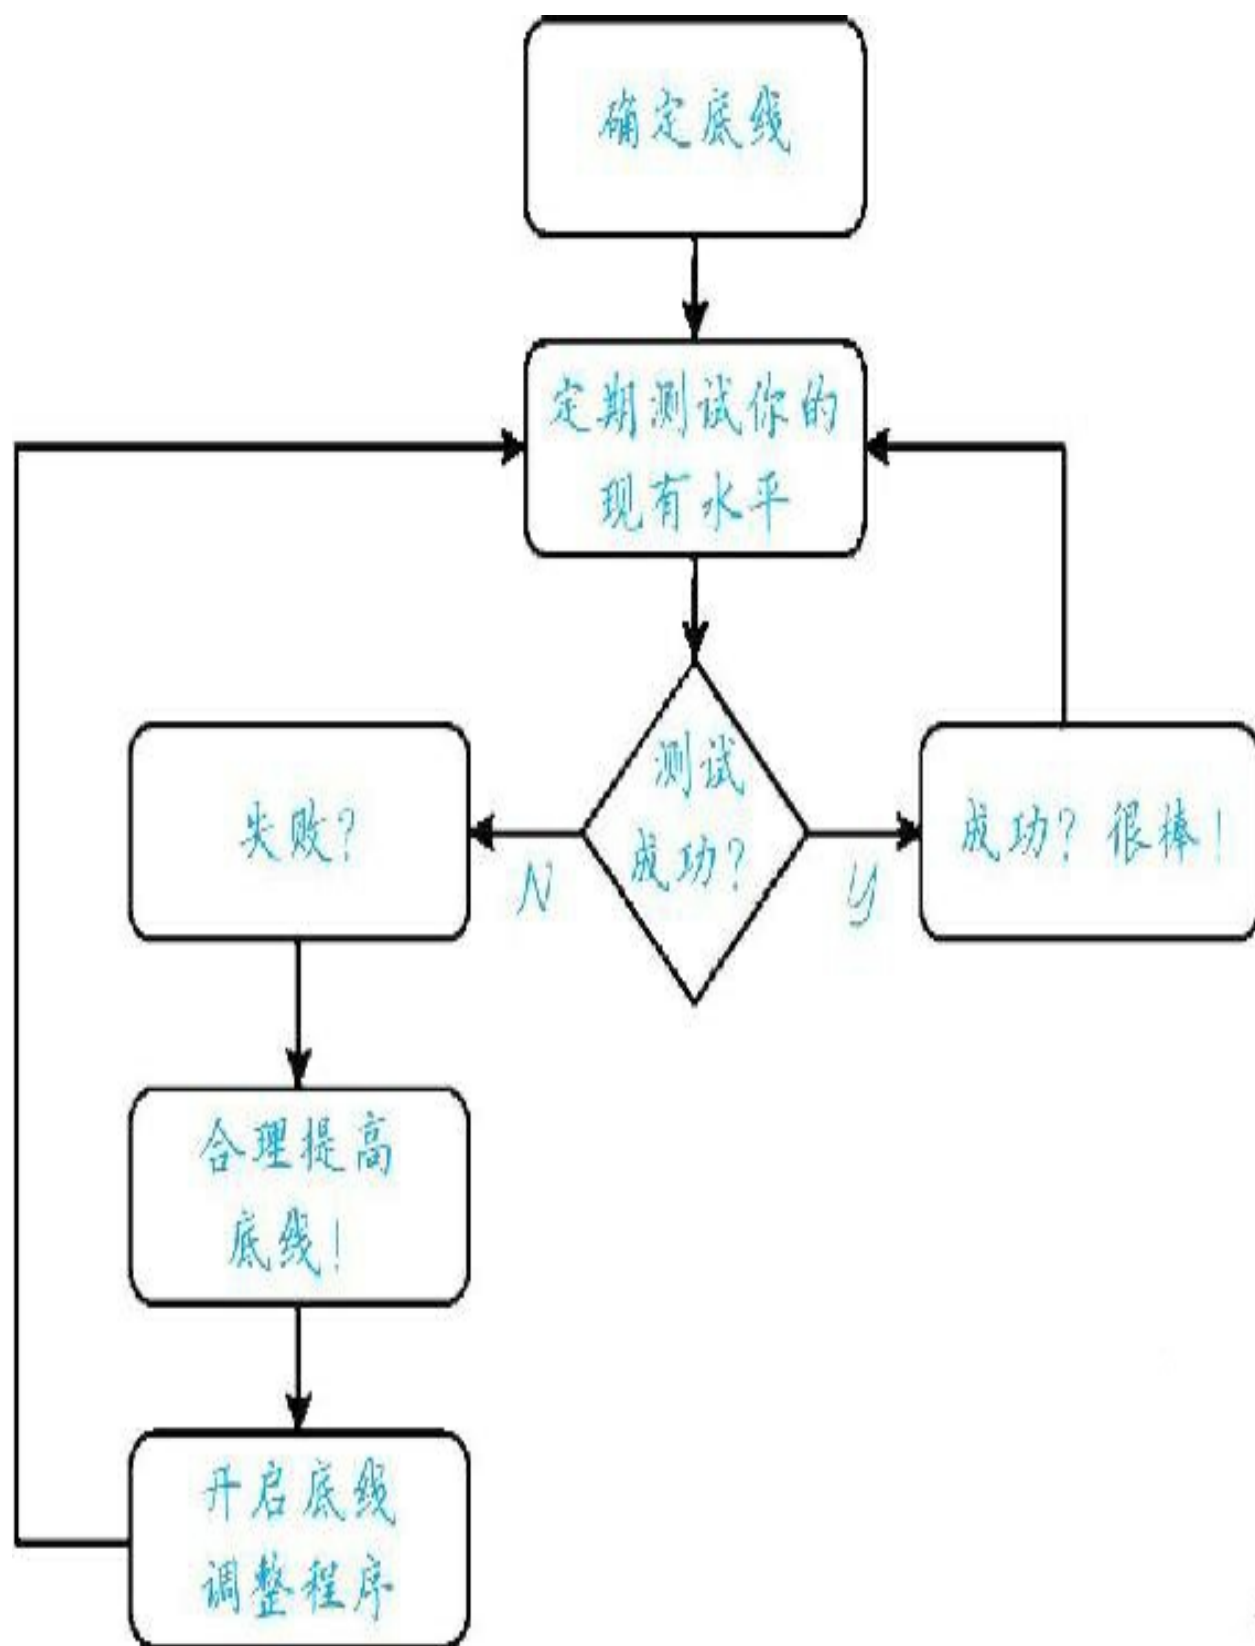 确定底线
定期测试你的
现有水平
测试
成功?
失败?
N
Y
成功? 很棒!
合理提高
底线!
开启底线
调整程序